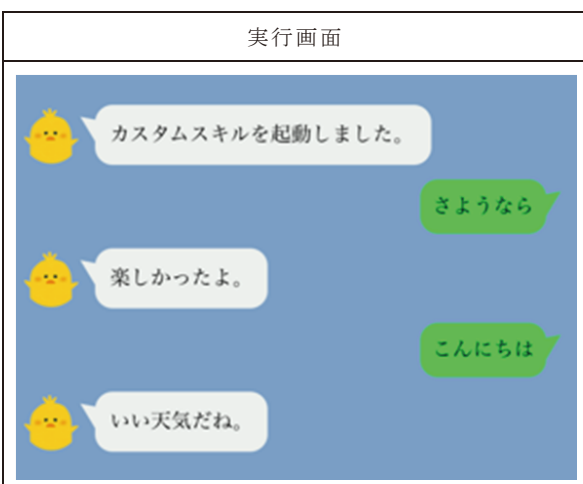 実行画面
カスタムスキルを起動しました。
さようなら
楽しかったよ。
こんにちは
いい天気だね。